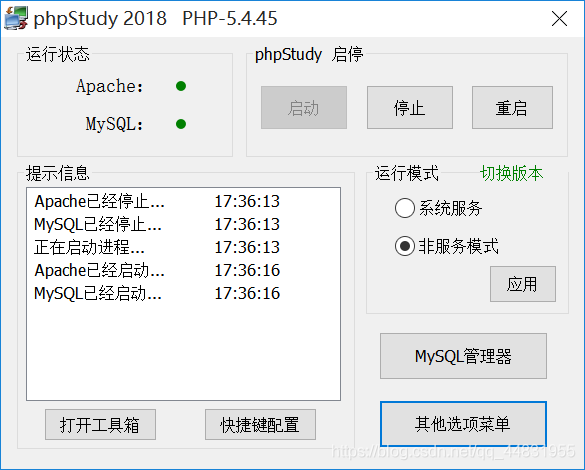 phpStudy 2018 PHP-5.4.45
运行状态
Apache:
MySQL:
phpStudy 启停
启动 停止 重启
提示信息
Apache已经停止... 17:36:13
MySQL已经停止... 17:36:13
正在启动进程... 17:36:13
Apache已经启动... 17:36:16
MySQL已经启动... 17:36:16
运行模式 切换版本
系统服务
非服务模式
应用
MySQL管理器
打开工具箱 快捷键配置
其他选项菜单
https://blog.csdn.net/qq_44831955